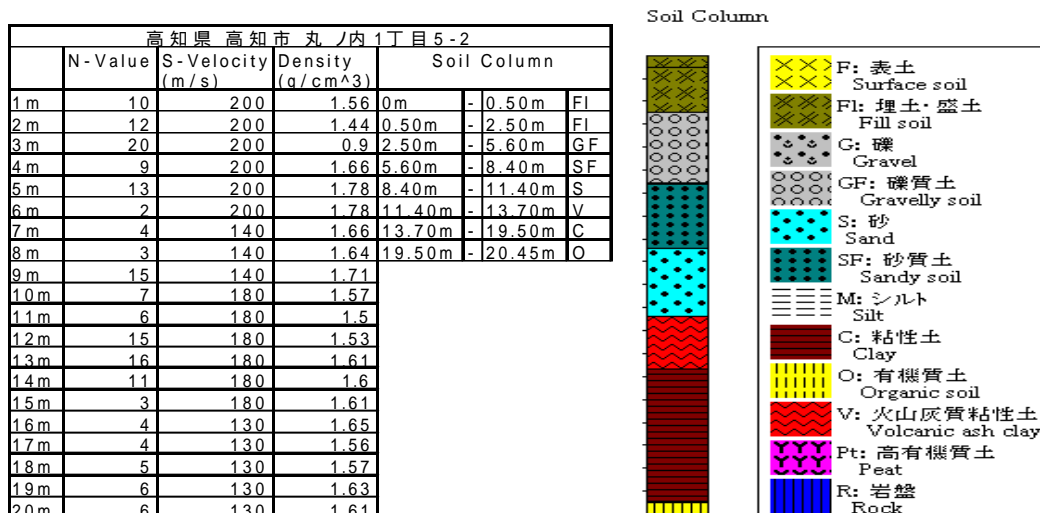 Soil Column
高知県 高知市 丸ノ内1丁目5-2
N-Value S-Velocity (m/s) Density (g/cm^3) Soil Column
1m 10 200 1.56 0m - 0.50m Fl
2m 12 200 1.44 0.50m - 2.50m Fl
3m 20 200 0.9 2.50m - 5.60m GF
4m 9 200 1.66 5.60m - 8.40m SF
5m 13 200 1.78 8.40m - 11.40m S
6m 2 200 1.78 11.40m - 13.70m V
7m 4 140 1.66 13.70m - 19.50m C
8m 3 140 1.64 19.50m - 20.45m O
9m 15 140 1.71
10m 7 180 1.57
11m 6 180 1.5
12m 15 180 1.53
13m 16 180 1.61
14m 11 180 1.6
15m 3 180 1.61
16m 4 130 1.65
17m 4 130 1.56
18m 5 130 1.57
19m 6 130 1.63
20m 6 130 1.61
F: 表土
Surface soil
Fl: 埋土・盛土
Fill soil
G: 礫
Gravel
GF: 礫質土
Gravelly soil
S: 砂
Sand
SF: 砂質土
Sandy soil
M: シルト
Silt
C: 粘性土
Clay
O: 有機質土
Organic soil
V: 火山灰質粘性土
Volcanic ash clay
Pt: 高有機質土
Peat
R: 岩盤
Rock